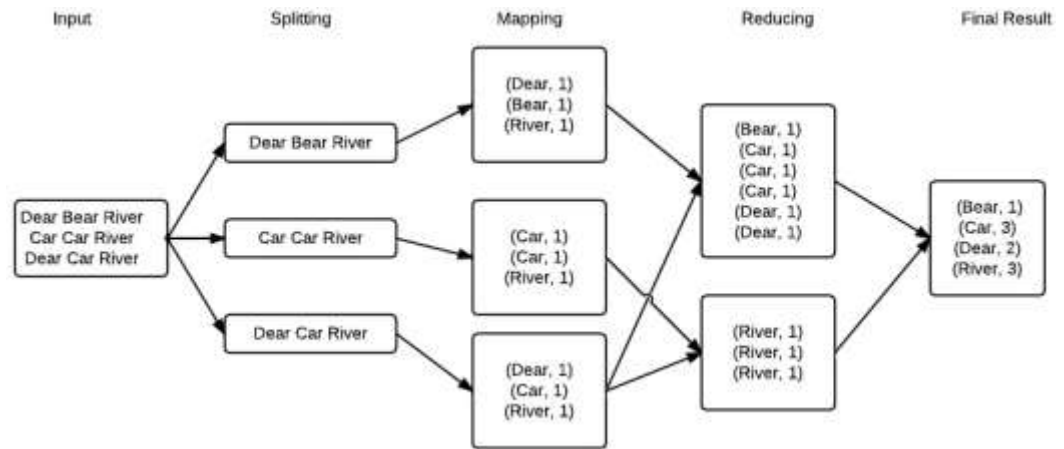 Input
Splitting
Mapping
Reducing
Final Result
Dear Bear River
Car Car River
Dear Car River
Dear Bear River
Car Car River
Dear Car River
(Dear, 1)
(Bear, 1)
(River, 1)
(Car, 1)
(Car, 1)
(River, 1)
(Dear, 1)
(Car, 1)
(River, 1)
(Bear, 1)
(Car, 1)
(Car, 1)
(Car, 1)
(Dear, 1)
(Dear, 1)
(River, 1)
(River, 1)
(River, 1)
(Bear, 1)
(Car, 3)
(Dear, 2)
(River, 3)